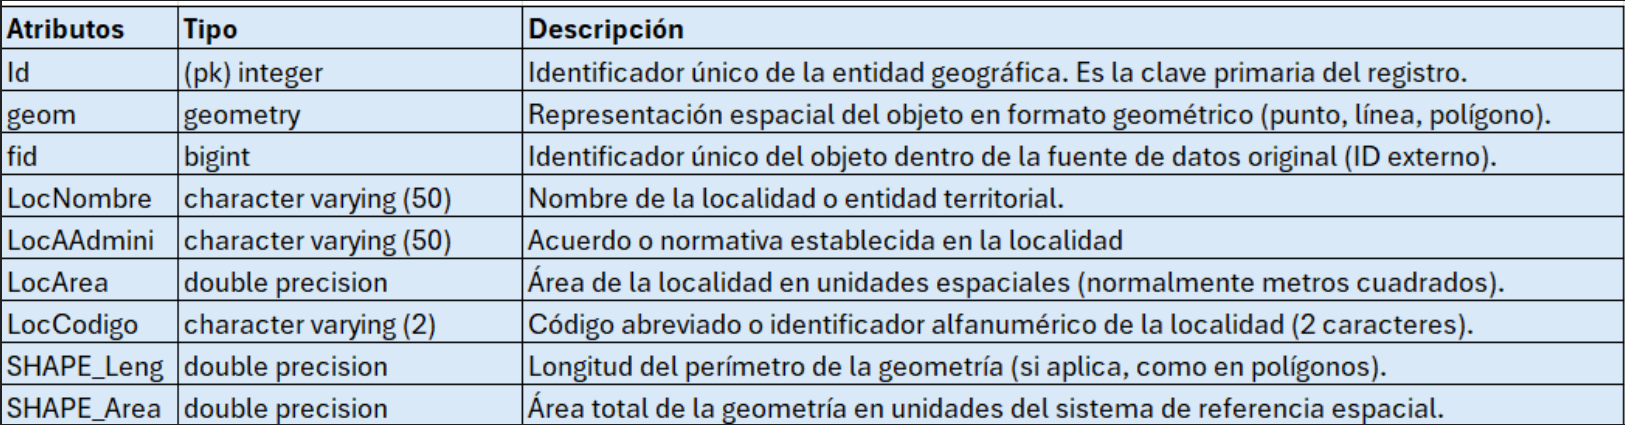 Atributos Tipo Descripción
Id (pk) integer Identificador único de la entidad geográfica. Es la clave primaria del registro.
geom geometry Representación espacial del objeto en formato geométrico (punto, línea, polígono).
fid bigint Identificador único del objeto dentro de la fuente de datos original (ID externo).
LocNombre character varying (50) Nombre de la localidad o entidad territorial.
LocAAdmini character varying (50) Acuerdo o normativa establecida en la localidad
LocArea double precision Área de la localidad en unidades espaciales (normalmente metros cuadrados).
LocCodigo character varying (2) Código abreviado o identificador alfanumérico de la localidad (2 caracteres).
SHAPE_Leng double precision Longitud del perímetro de la geometría (si aplica, como en polígonos).
SHAPE_Area double precision Área total de la geometría en unidades del sistema de referencia espacial.